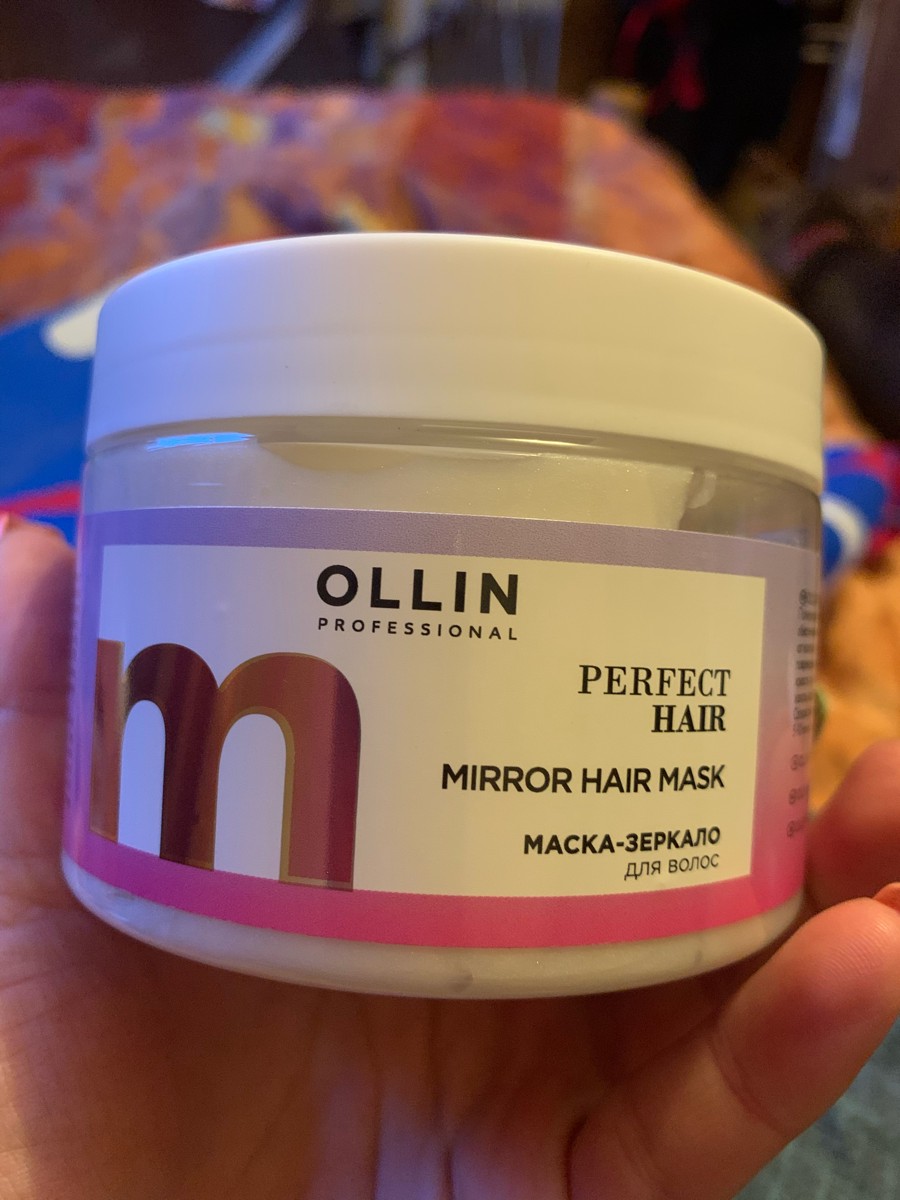 OLLIN
PROFESSIONAL
m
PERFECT
HAIR
MIRROR HAIR MASK
МАСКА-ЗЕРКАЛО
ДЛЯ ВОЛОС